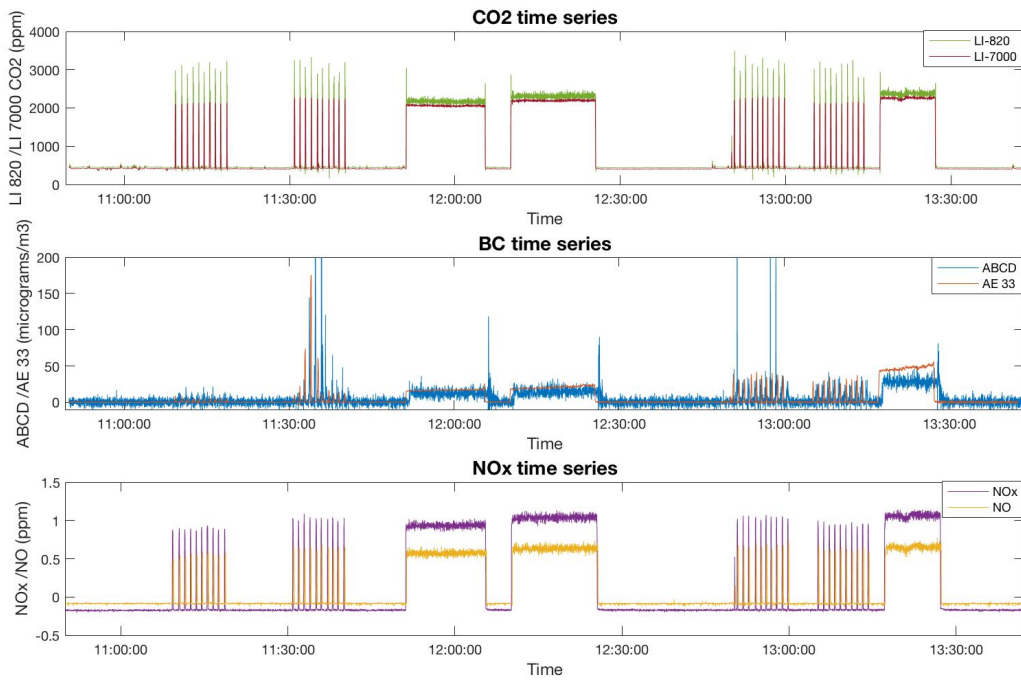 CO2 time series
LI 820 /LI 7000 CO2 (ppm)
4000
3000
2000
1000
0
LI-820
LI-7000
11:00:00
11:30:00
12:00:00
12:30:00
13:00:00
13:30:00
Time
BC time series
ABCD /AE 33 (micrograms/m3)
200
150
100
50
0
ABCD
AE 33
11:00:00
11:30:00
12:00:00
12:30:00
13:00:00
13:30:00
Time
NOx time series
NOx /NO (ppm)
1.5
1
0.5
0
-0.5
NOx
NO
11:00:00
11:30:00
12:00:00
12:30:00
13:00:00
13:30:00
Time